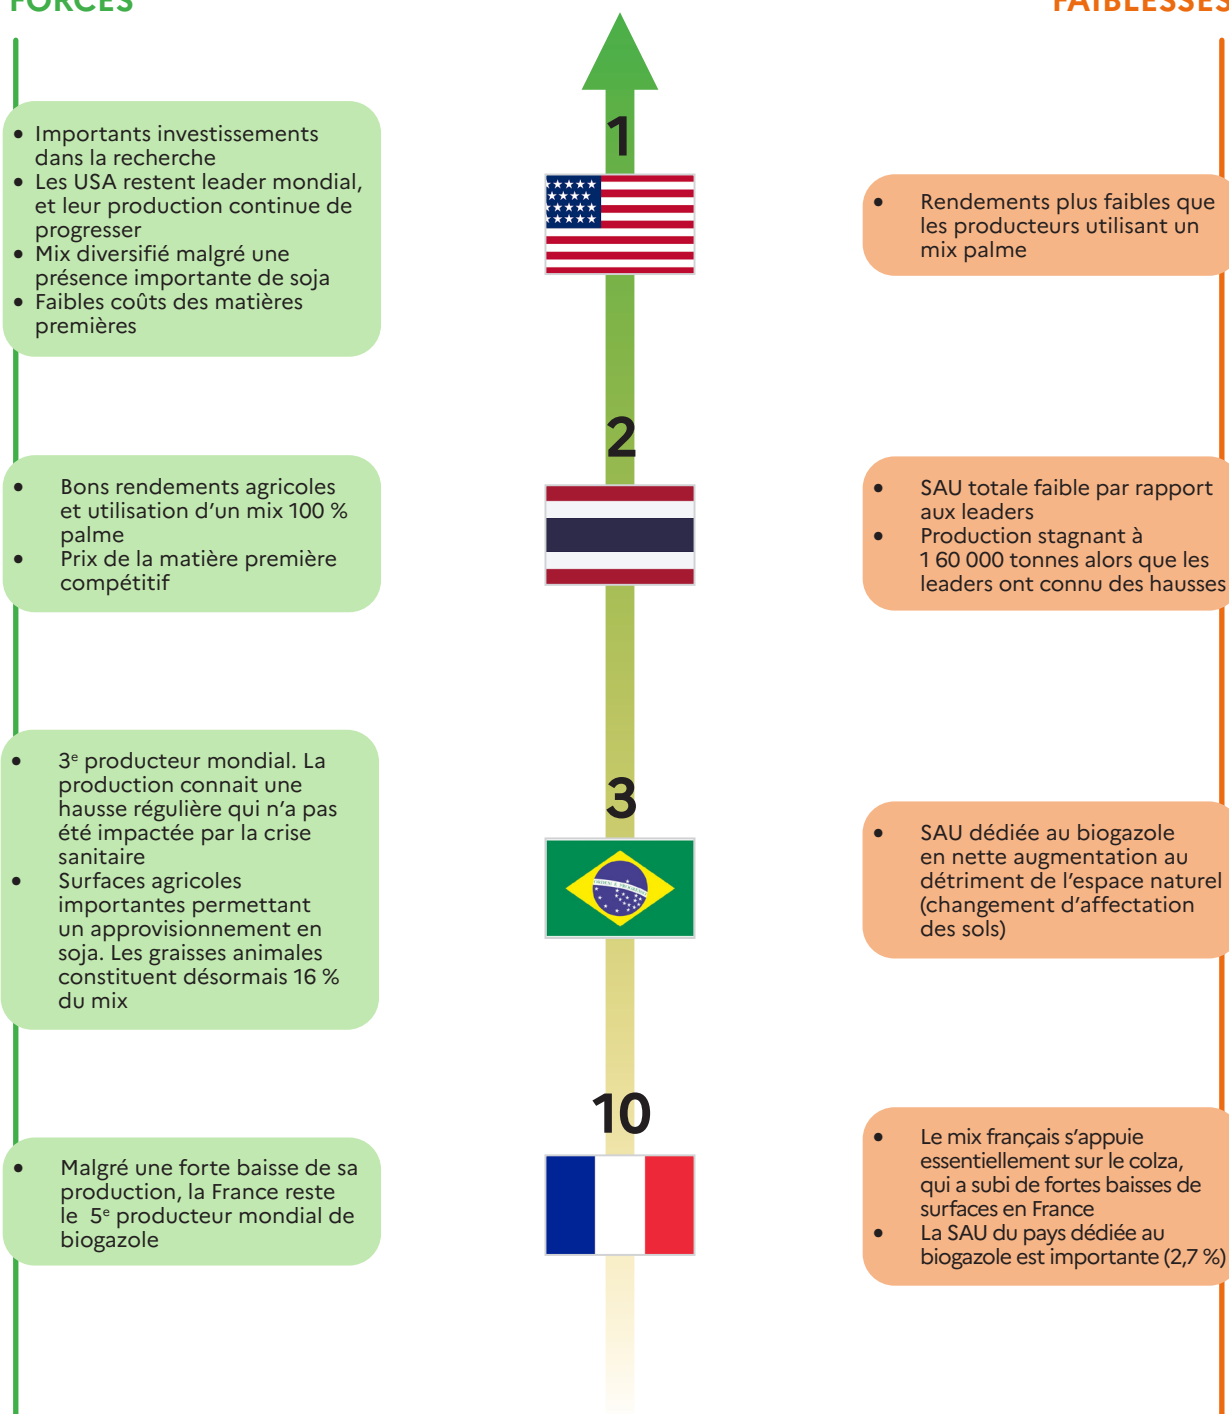 FORCES
FAIBLESSES
1
• Importants investissements
dans la recherche
• Les USA restent leader mondial,
et leur production continue de
progresser
• Mix diversifié malgré une
présence importante de soja
• Faibles coûts des matières
premières
• Rendements plus faibles que
les producteurs utilisant un
mix palme
2
• Bons rendements agricoles
et utilisation d’un mix 100 %
palme
• Prix de la matière première
compétitif
• SAU totale faible par rapport
aux leaders
• Production stagnant à
1 60 000 tonnes alors que les
leaders ont connu des hausses
3
• 3e producteur mondial. La
production connait une
hausse régulière qui n’a pas
été impactée par la crise
sanitaire
• Surfaces agricoles
importantes permettant
un approvisionnement en
soja. Les graisses animales
constituent désormais 16 %
du mix
• SAU dédiée au biogazole
en nette augmentation au
détriment de l’espace naturel
(changement d’affectation
des sols)
10
• Malgré une forte baisse de sa
production, la France reste
le 5e producteur mondial de
biogazole
• Le mix français s’appuie
essentiellement sur le colza,
qui a subi de fortes baisses de
surfaces en France
• La SAU du pays dédiée au
biogazole est importante (2,7 %)